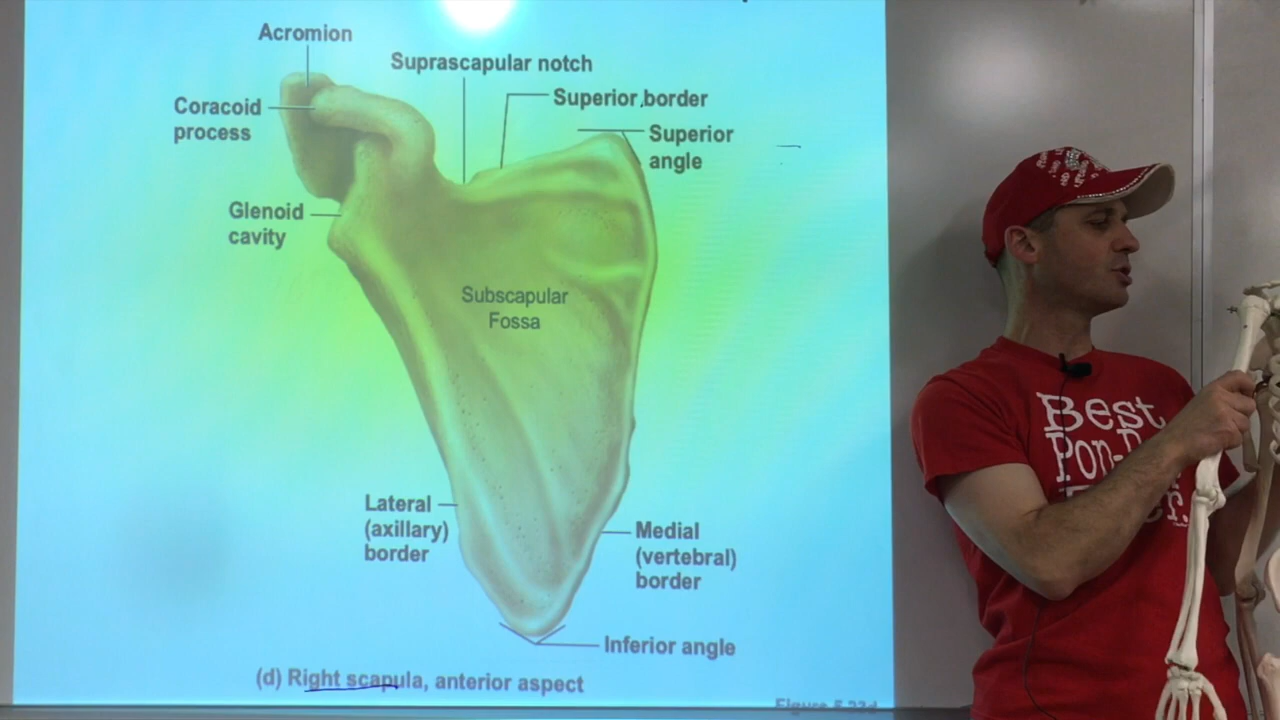 Acromion
Suprascapular notch
Coracoid
process
Superior border
Superior
angle
Glenoid
cavity
Subscapular
Fossa
Lateral
(axillary)
border
Medial
(vertebral)
border
Inferior angle
(d) Right scapula, anterior aspect
Best